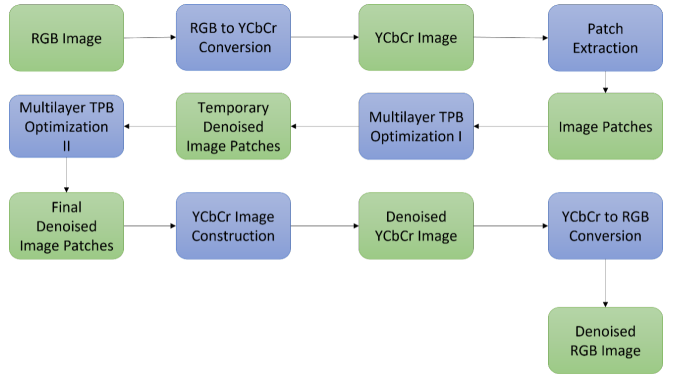 RGB Image
RGB to YCbCr
Conversion
YCbCr Image
Patch
Extraction
Multilayer TPB
Optimization
II
Temporary
Denoised
Image Patches
Multilayer TPB
Optimization I
Image Patches
Final
Denoised
Image Patches
YCbCr Image
Construction
Denoised
YCbCr Image
YCbCr to RGB
Conversion
Denoised
RGB Image